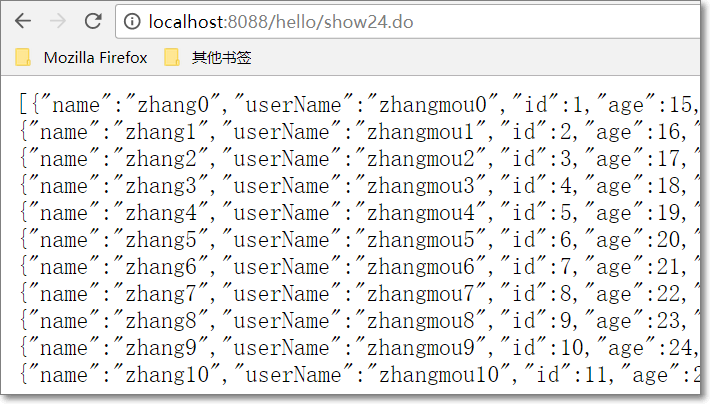 localhost:8088/hello/show24.do
Mozilla Firefox 其他书签
[{"name":"zhang0","userName":"zhangmou0","id":1,"age":15,"
{"name":"zhang1","userName":"zhangmou1","id":2,"age":16,"
{"name":"zhang2","userName":"zhangmou2","id":3,"age":17,"
{"name":"zhang3","userName":"zhangmou3","id":4,"age":18,"
{"name":"zhang4","userName":"zhangmou4","id":5,"age":19,"
{"name":"zhang5","userName":"zhangmou5","id":6,"age":20,"
{"name":"zhang6","userName":"zhangmou6","id":7,"age":21,"
{"name":"zhang7","userName":"zhangmou7","id":8,"age":22,"
{"name":"zhang8","userName":"zhangmou8","id":9,"age":23,"
{"name":"zhang9","userName":"zhangmou9","id":10,"age":24,
{"name":"zhang10","userName":"zhangmou10","id":11,"age":2